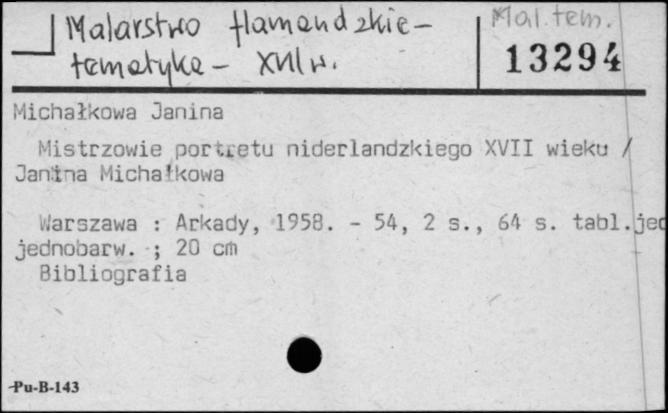 Malarstwo flamandzkie -
tematyka - XVII w.
Mal. tem.
13294
Michałkowa Janina
Mistrzowie portretu niderlandzkiego XVII wieku /
Janina Michałkowa
Warszawa : Arkady, 1958. - 54, 2 s., 64 s. tabl.jed
jednobarw. ; 20 cm
Bibliografia
Pu-B-143